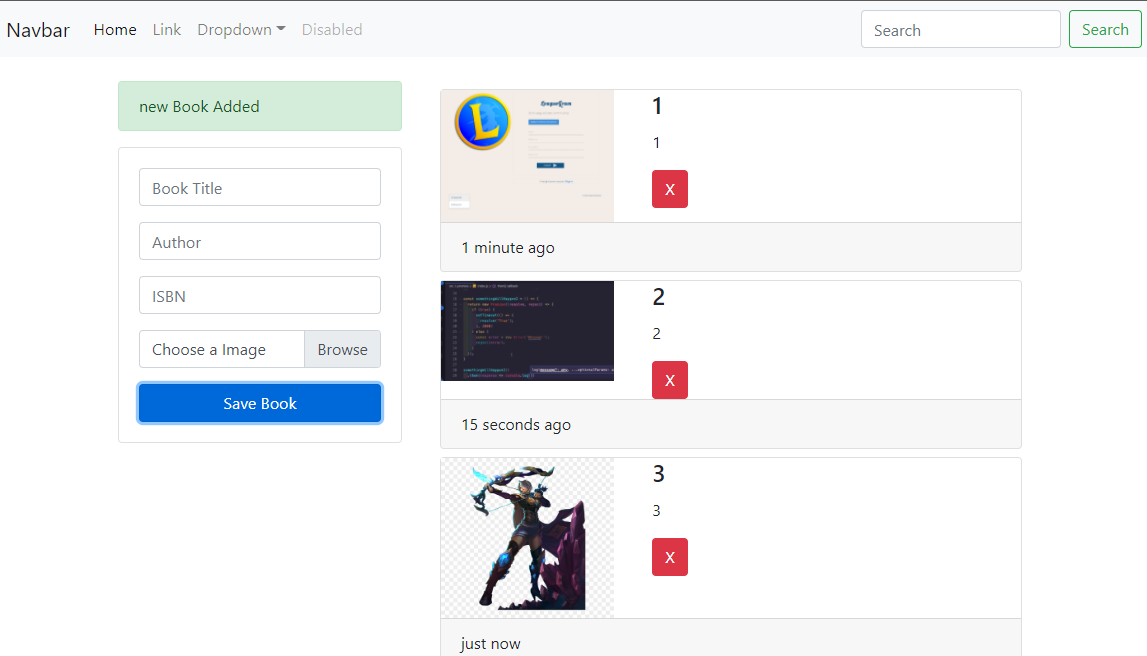 Navbar Home Link Dropdown Disabled Search Search
new Book Added
Book Title
Author
ISBN
Choose a Image Browse
Save Book
L
1
1
X
1 minute ago
2
2
X
15 seconds ago
3
3
X
just now